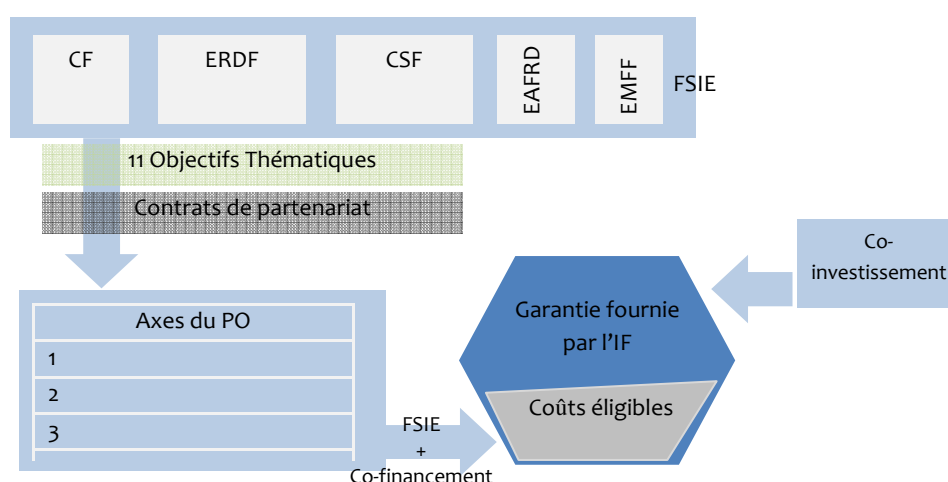 CF
ERDF
CSF
EAFRD
EMFF
FSIE
11 Objectifs Thématiques
Contrats de partenariat
Co-
investissement
Axes du PO
1
2
3
Garantie fournie
par l'IF
Coûts éligibles
FSIE
+
Co-financement